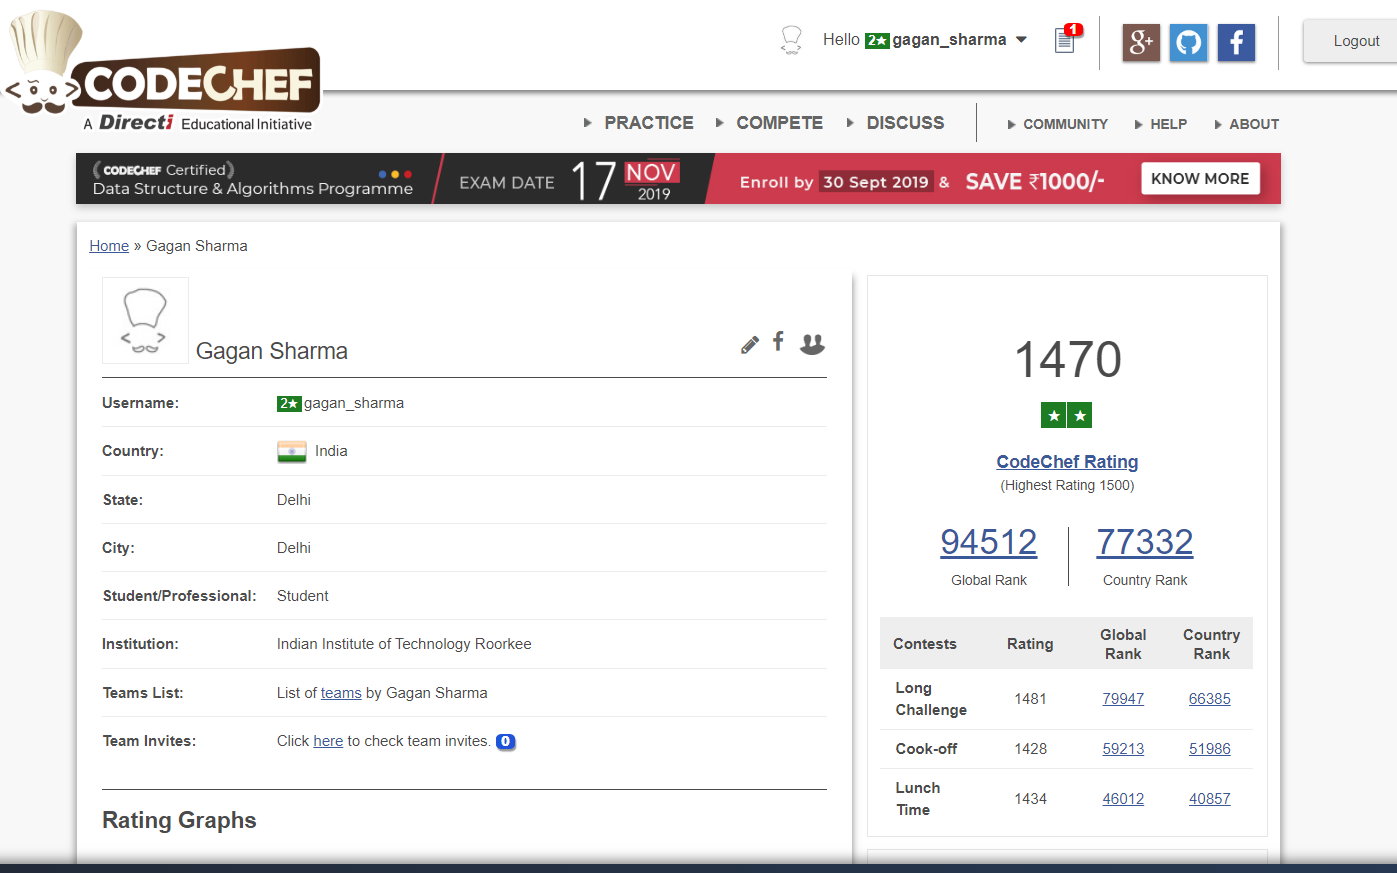 Hello 2★ gagan_sharma
1
g+
f
Logout
CODECHEF
A Directi Educational Initiative
PRACTICE
COMPETE
DISCUSS
COMMUNITY
HELP
ABOUT
(CODECHEF Certified)
Data Structure & Algorithms Programme
EXAM DATE 17 NOV
2019
Enroll by 30 Sept 2019 & SAVE ₹1000/-
KNOW MORE
Home » Gagan Sharma
Gagan Sharma
f
Username: 2★ gagan_sharma
Country: India
State: Delhi
City: Delhi
Student/Professional: Student
Institution: Indian Institute of Technology Roorkee
Teams List: List of teams by Gagan Sharma
Team Invites: Click here to check team invites. 0
Rating Graphs
1470
★ ★
CodeChef Rating
(Highest Rating 1500)
94512 77332
Global Rank Country Rank
Contests Rating Global Rank Country Rank
Long Challenge 1481 79947 66385
Cook-off 1428 59213 51986
Lunch Time 1434 46012 40857